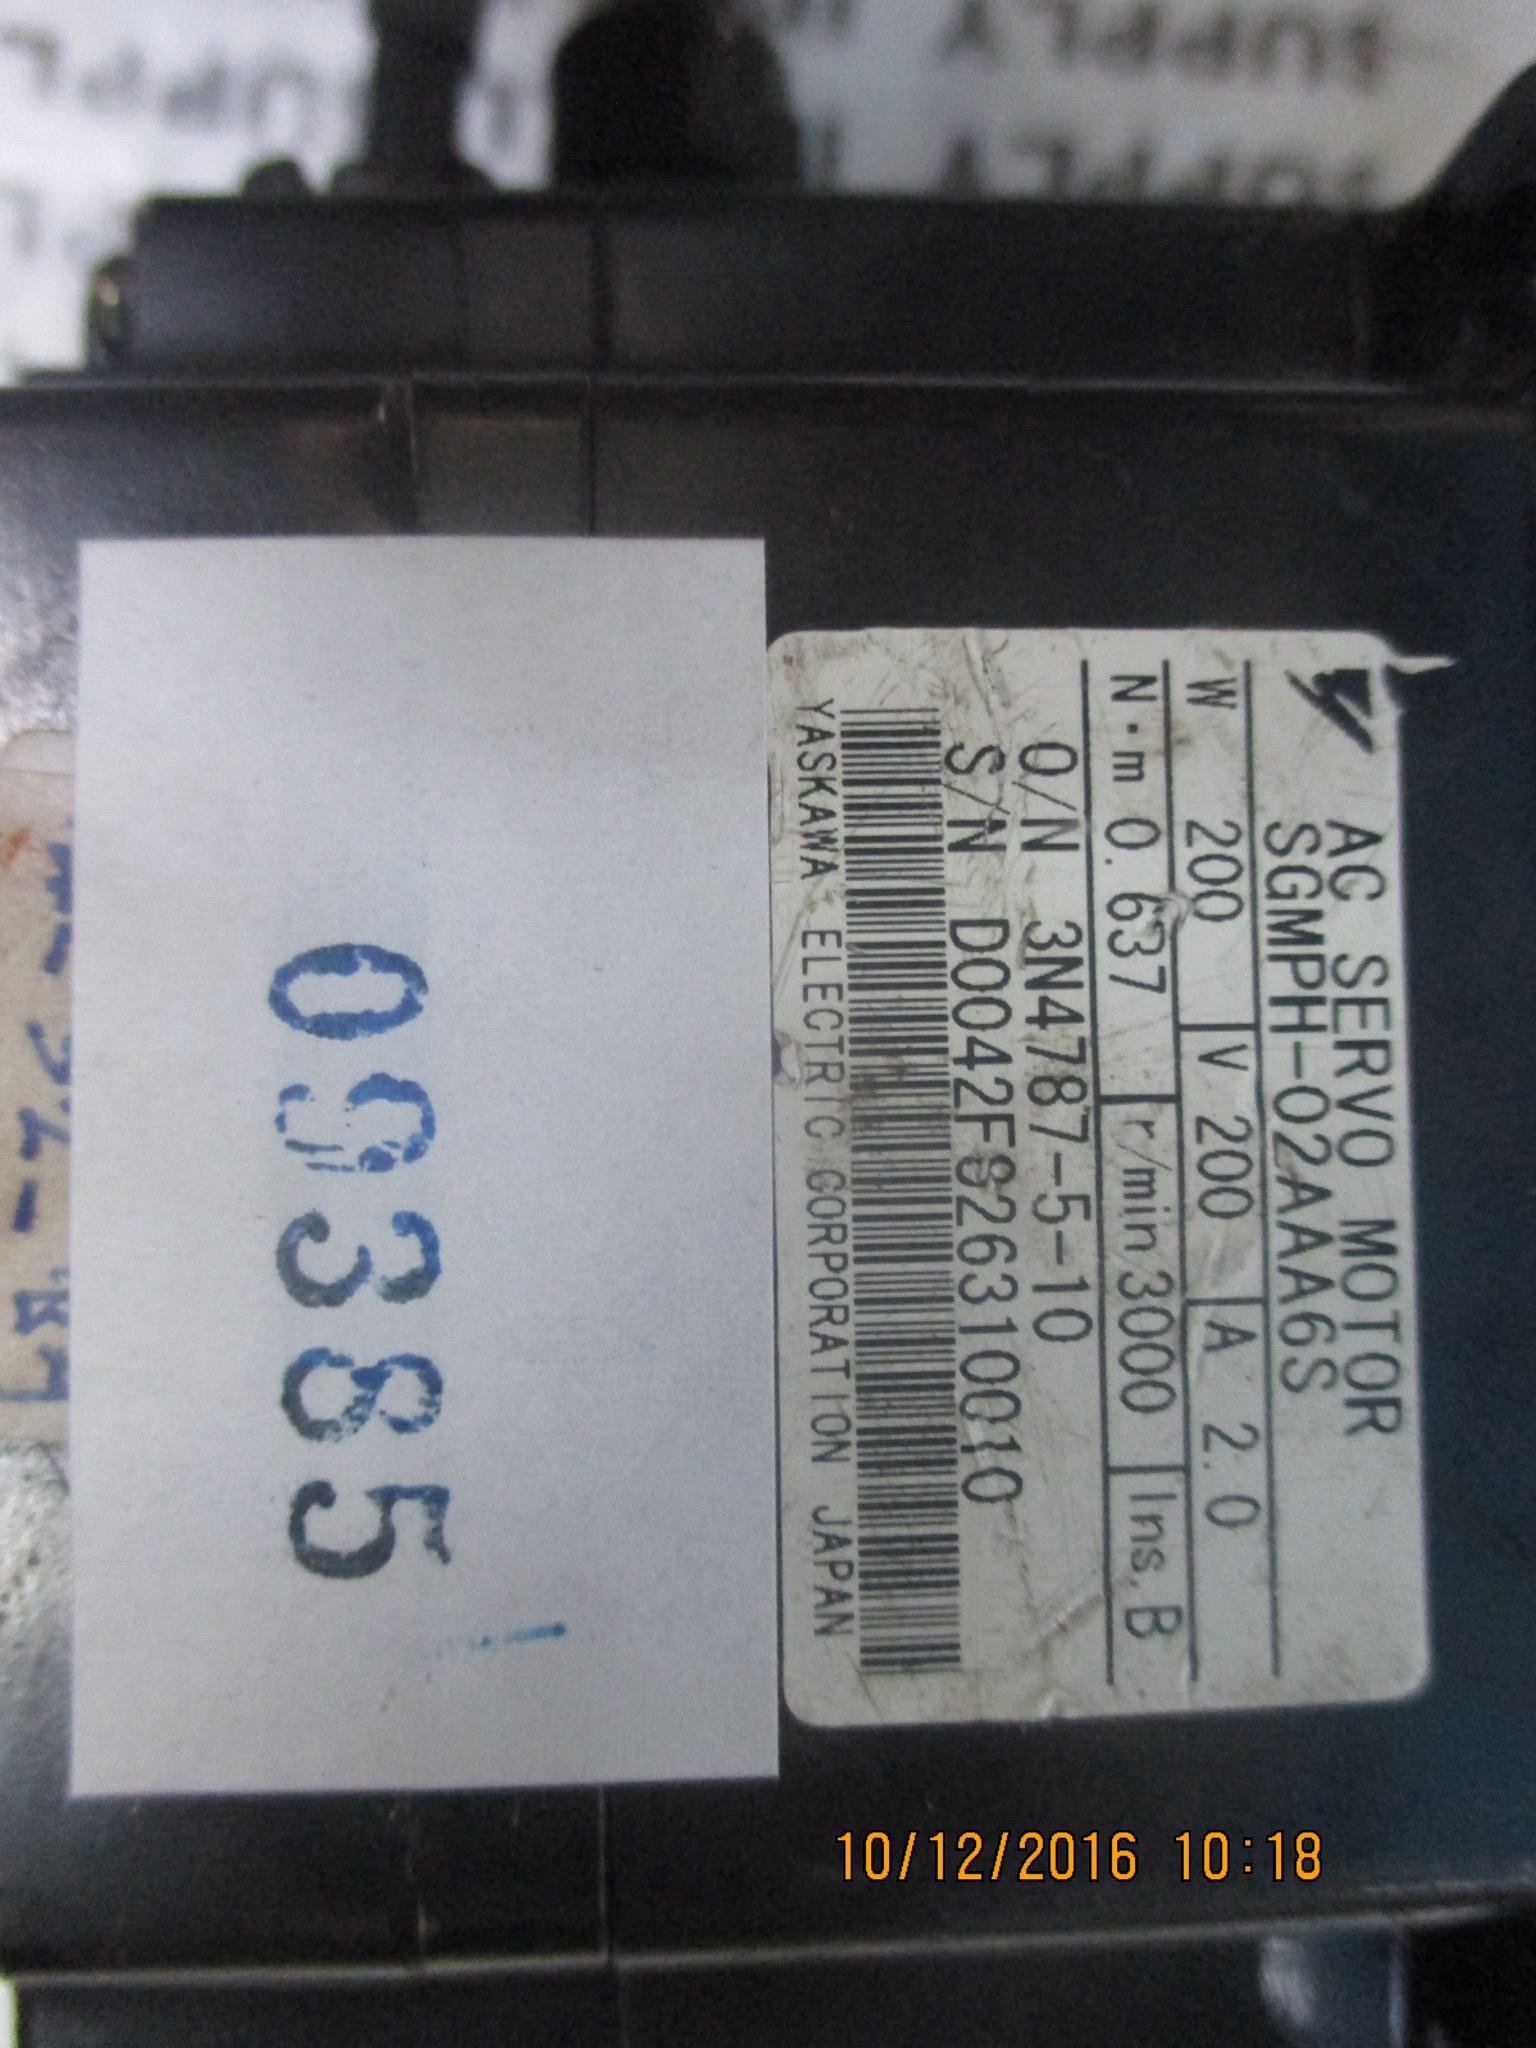 AC SERVO MOTOR
SGMPH-02AAA6S
W 200 V 200 A 2.0
N·m 0.637 r/min 3000 Ins. B
O/N 3N4787-5-10
S/N D0042F826310010
YASKAWA ELECTRIC CORPORATION JAPAN
09385
10/12/2016 10:18